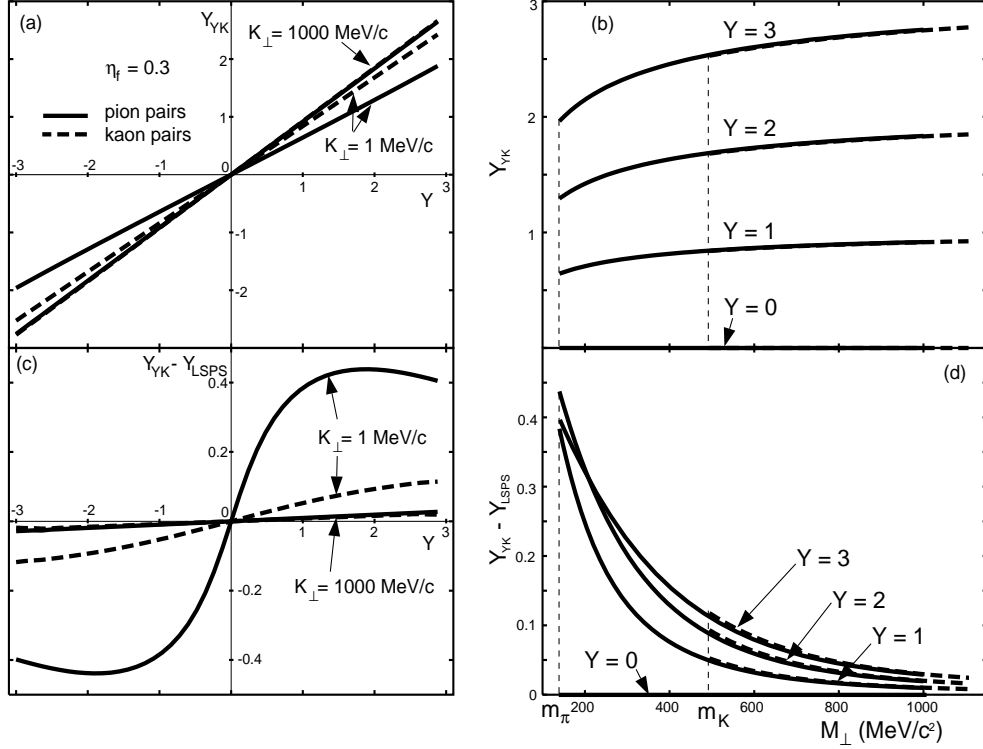 (a)
Y_YK
K_⊥= 1000 MeV/c
2
η_f = 0.3
pion pairs
kaon pairs
1
K_⊥= 1 MeV/c
-3 -2 -1 0 1 2 3
Y
-1
-2
(b)
3
2
1
0
Y_YK
Y = 3
Y = 2
Y = 1
Y = 0
(c)
Y_YK - Y_LSPS
0.4
K_⊥= 1 MeV/c
0.2
-3 -2 -1 0 1 2 3
Y
K_⊥= 1000 MeV/c
-0.2
-0.4
(d)
0.4
0.3
0.2
0.1
0.05
0
Y_YK - Y_LSPS
Y = 3
Y = 2
Y = 1
Y = 0
100 200 400 600 800 1000
m_π m_K M_⊥ (MeV/c²)